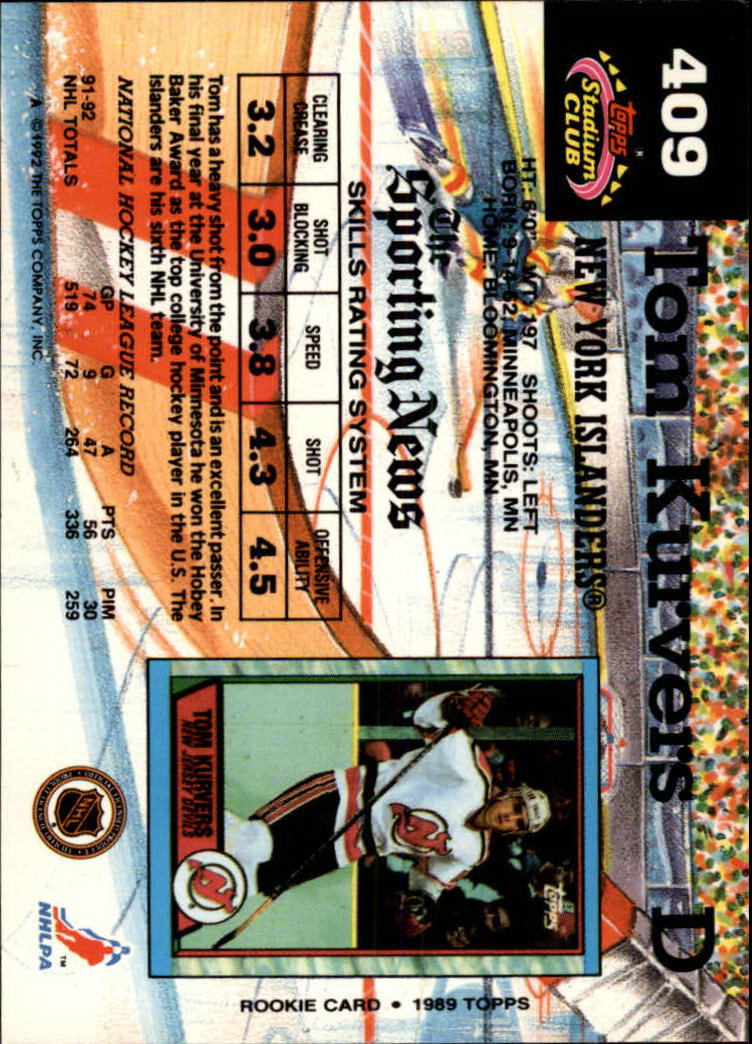 409
Tom Kurvers D
Topps
Stadium
CLUB
R
NEW YORK ISLANDERS®
HT: 6'0" WT: 197 SHOOTS: LEFT
BORN: 9-14-62, MINNEAPOLIS, MN
HOME: BLOOMINGTON, MN
The
Sporting News
SKILLS RATING SYSTEM
CLEARING CREASE SHOT BLOCKING SPEED SHOT OFFENSIVE ABILITY
3.2 3.0 3.8 4.3 4.5
Tom has a heavy shot from the point and is an excellent passer. In
his final year at the University of Minnesota he won the Hobey
Baker Award as the top college hockey player in the U.S. The
Islanders are his sixth NHL team.
NATIONAL HOCKEY LEAGUE RECORD
GP G A PTS PIM
91-92 74 9 47 56 30
NHL TOTALS 519 72 264 336 259
A ©1992 THE TOPPS COMPANY, INC.
Topps
TOM KURVERS
NEW JERSEY DEVILS
ROOKIE CARD • 1989 TOPPS
NHL
NHLPA
TM